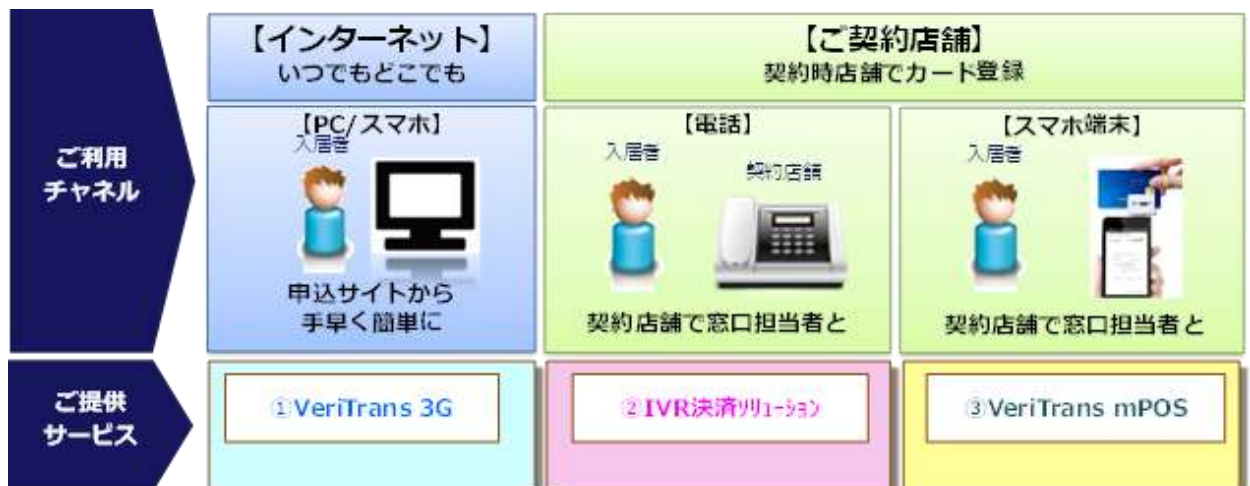 【インターネット】
いつでもどこでも
【ご契約店舗】
契約時店舗でカード登録
ご利用
チャネル
【PC/スマホ】
入居者
申込サイトから
手早く簡単に
【電話】
入居者
契約店舗
契約店舗で窓口担当者と
【スマホ端末】
入居者
契約店舗で窓口担当者と
ご提供
サービス
①VeriTrans 3G
②IVR決済ｿﾘｭｰｼｮﾝ
③VeriTrans mPOS